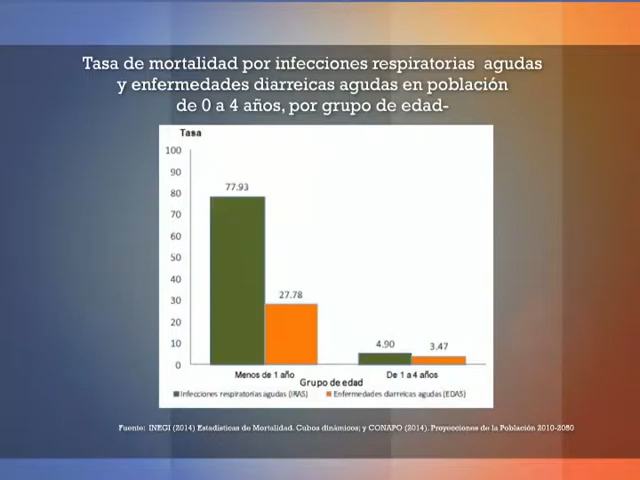 Tasa de mortalidad por infecciones respiratorias agudas
y enfermedades diarreicas agudas en población
de 0 a 4 años, por grupo de edad-
Tasa
100
90
80
70
60
50
40
30
20
10
0
77.93
27.78
4.90
3.47
Menos de 1 año
De 1 a 4 años
Grupo de edad
Infecciones respiratorias agudas (IRAS)
Enfermedades diarreicas agudas (EDAS)
Fuente: INEGI (2014) Estadísticas de Mortalidad. Cubos dinámicos; y CONAPO (2014). Proyecciones de la Población 2010-2050